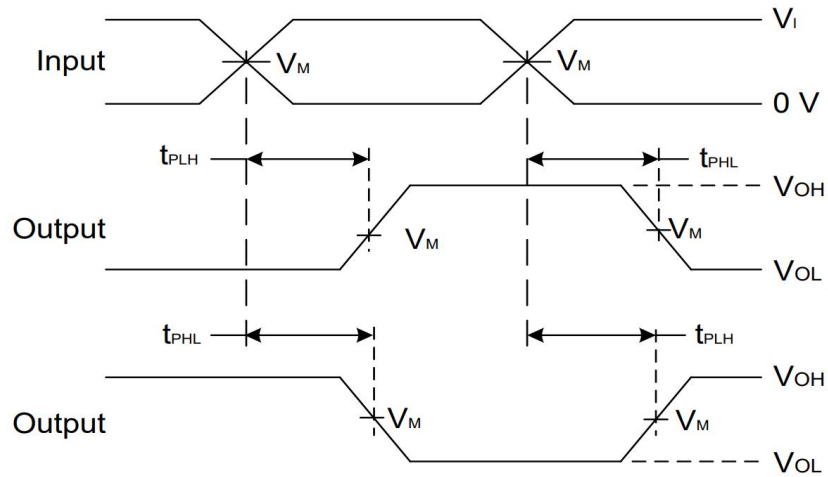 Input
VM
VM
VI
0 V
tPLH
tPHL
Output
VM
VM
VOH
VOL
tPHL
tPLH
Output
VM
VM
VOH
VOL